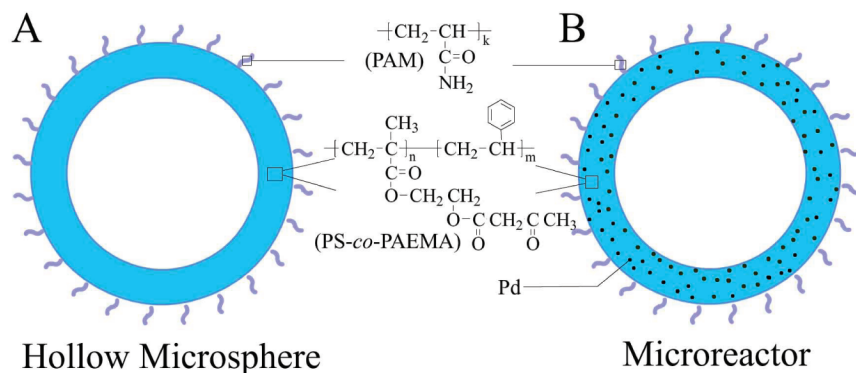 A
B
CH2 CH k
C=O
NH2
(PAM)
CH3
CH2 C n CH2 CH m
C=O
O CH2 CH2
O C CH2 C CH3
O O
(PS-co-PAEMA)
Pd
Hollow Microsphere
Microreactor